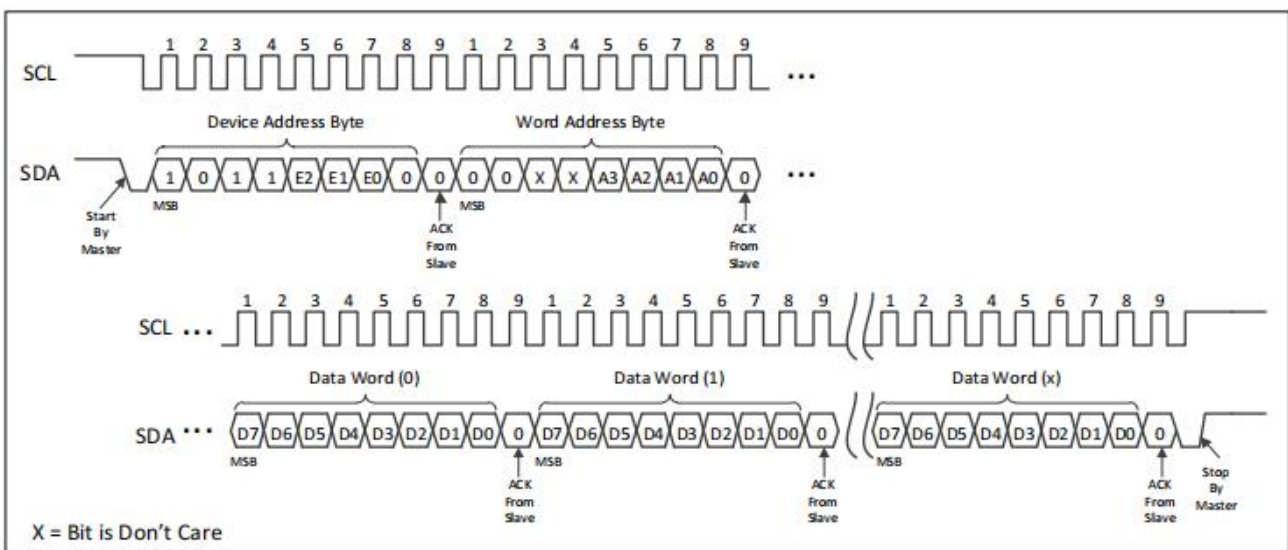 1 2 3 4 5 6 7 8 9 1 2 3 4 5 6 7 8 9
SCL ...
Device Address Byte Word Address Byte
SDA 1 0 1 1 E2 E1 E0 0 0 0 0 X X A3 A2 A1 A0 0 ...
MSB MSB
Start
By
Master
ACK
From
Slave
ACK
From
Slave
1 2 3 4 5 6 7 8 9 1 2 3 4 5 6 7 8 9 1 2 3 4 5 6 7 8 9
SCL ...
Data Word (0) Data Word (1) Data Word (x)
SDA ... D7 D6 D5 D4 D3 D2 D1 D0 0 D7 D6 D5 D4 D3 D2 D1 D0 0 D7 D6 D5 D4 D3 D2 D1 D0 0
MSB MSB MSB
ACK
From
Slave
ACK
From
Slave
ACK
From
Slave
Stop
By
Master
X = Bit is Don't Care